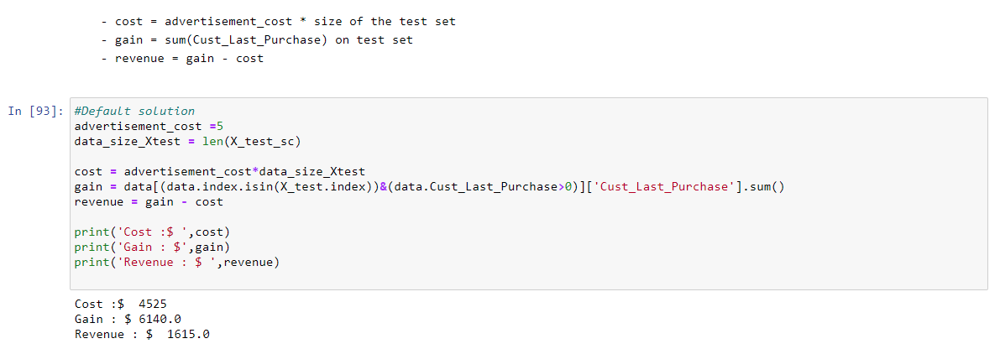 - cost = advertisement_cost * size of the test set
- gain = sum(Cust_Last_Purchase) on test set
- revenue = gain - cost
In [93]: #Default solution
advertisement_cost =5
data_size_Xtest = len(X_test_sc)
cost = advertisement_cost*data_size_Xtest
gain = data[(data.index.isin(X_test.index))&(data.Cust_Last_Purchase>0)]['Cust_Last_Purchase'].sum()
revenue = gain - cost
print('Cost :$ ',cost)
print('Gain : $',gain)
print('Revenue : $ ',revenue)
Cost :$  4525
Gain : $ 6140.0
Revenue : $  1615.0